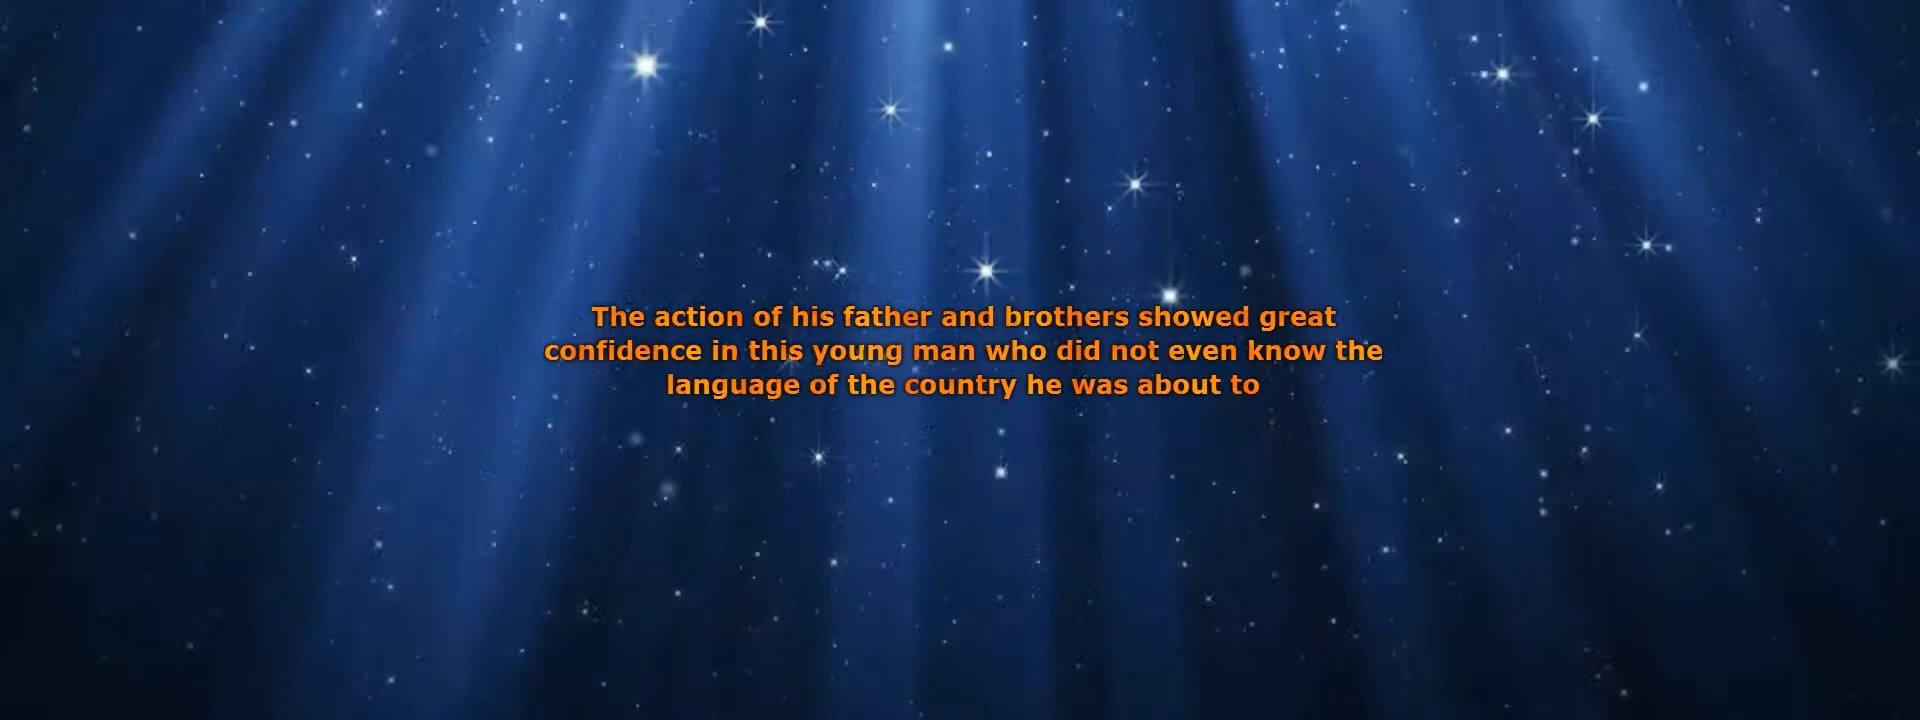 The action of his father and brothers showed great
confidence in this young man who did not even know the
language of the country he was about to